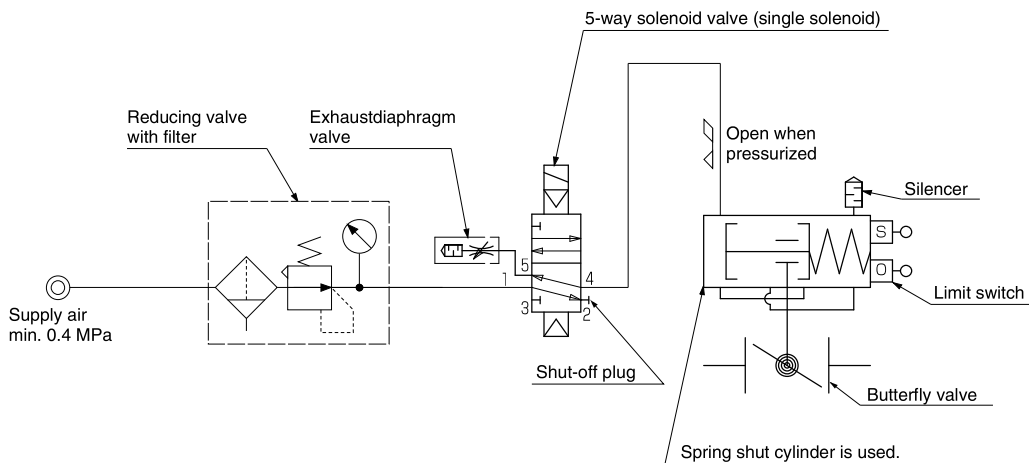 5-way solenoid valve (single solenoid)
Reducing valve
with filter
Exhaustdiaphragm
valve
Open when
pressurized
Silencer
S
O
Limit switch
5
4
1
3
2
Supply air
min. 0.4 MPa
Shut-off plug
Butterfly valve
Spring shut cylinder is used.